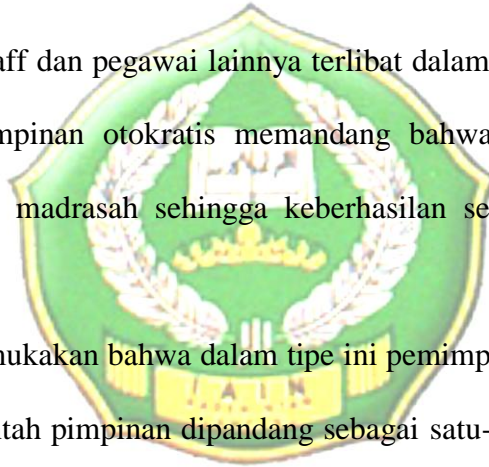 aff dan pegawai lainnya terlibat dalam
mpinan otokratis memandang bahwa
madrasah sehingga keberhasilan se
nukakan bahwa dalam tipe ini pemimp
I A I N
ntah pimpinan dipandang sebagai satu-